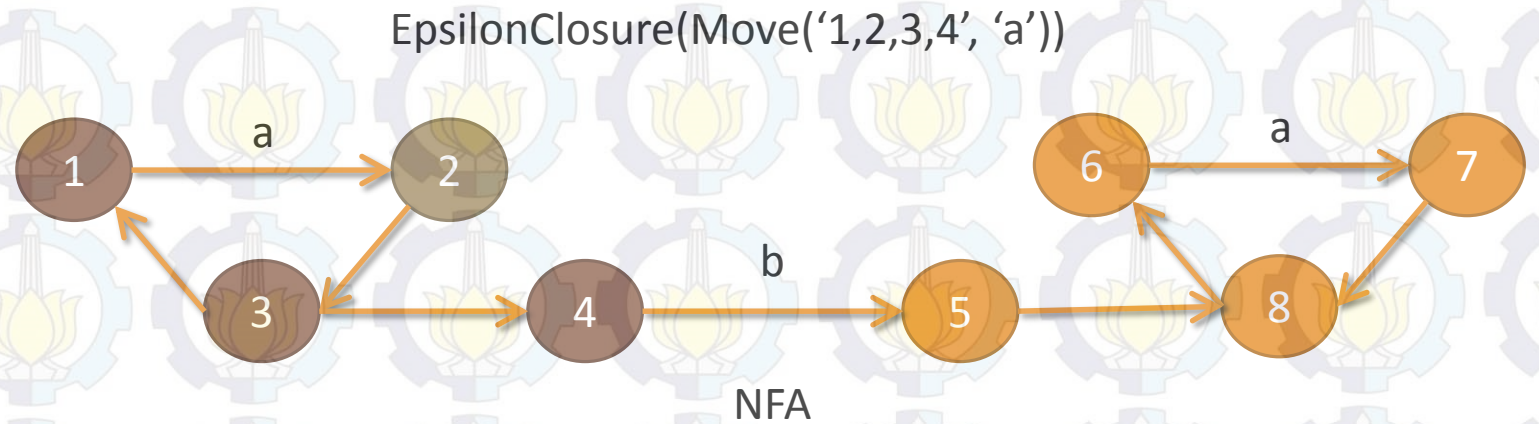 EpsilonClosure(Move(‘1,2,3,4’, ‘a’))
a
a
1
2
6
7
b
3
4
5
8
NFA